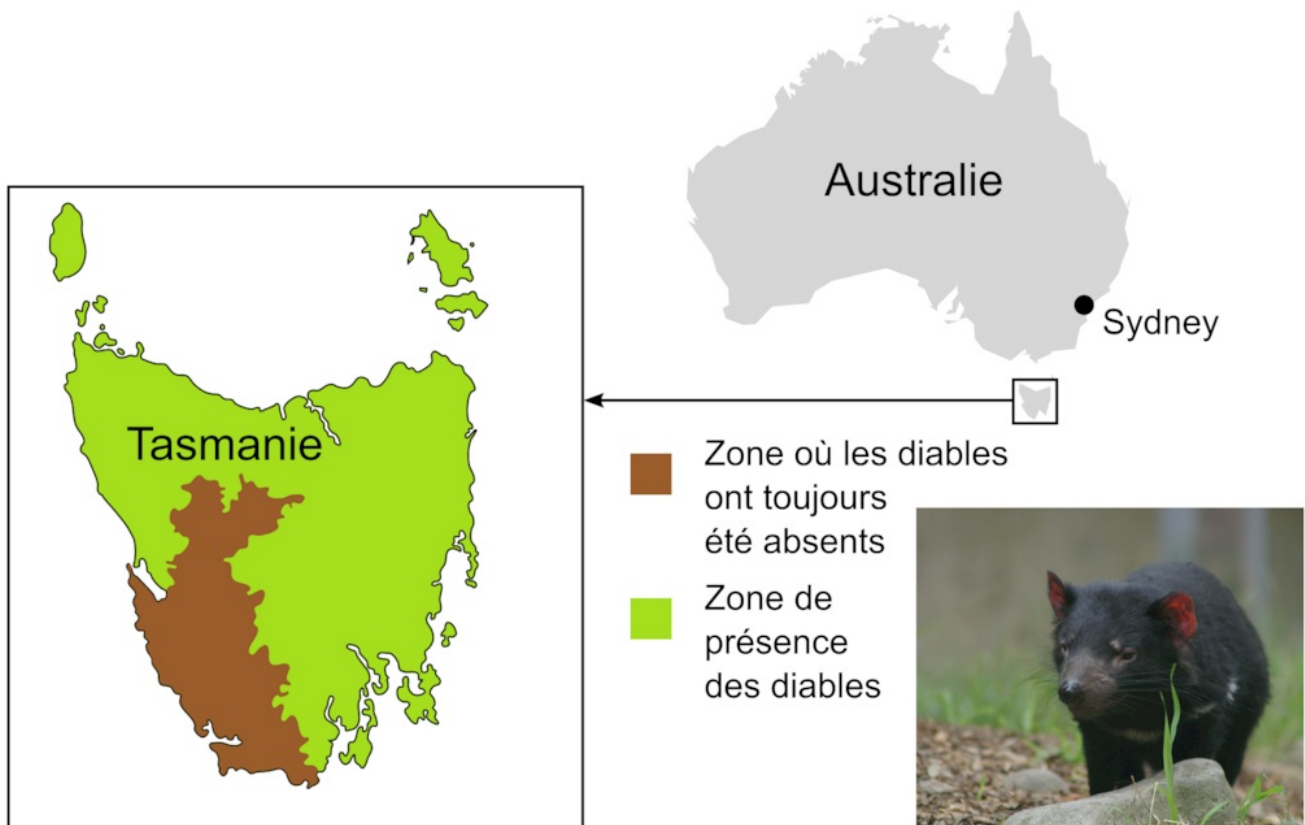 Australie
Sydney
Tasmanie
Zone où les diables
ont toujours
été absents
Zone de
présence
des diables